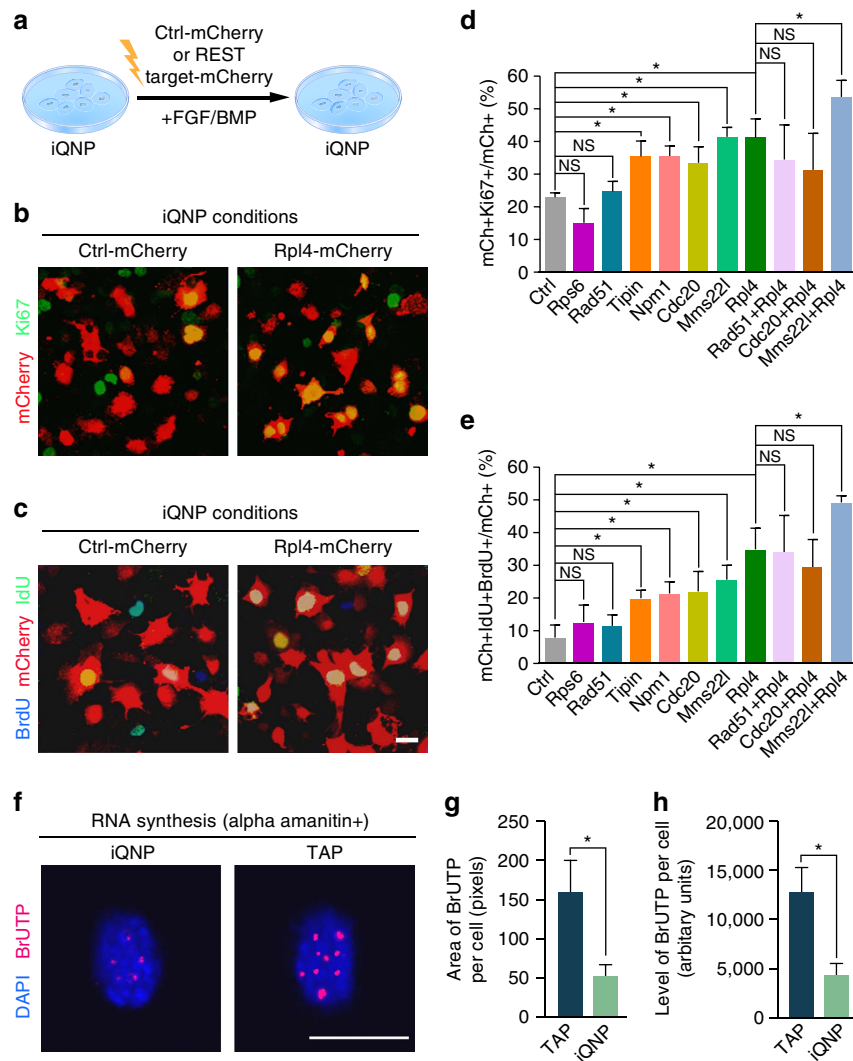 a
Ctrl-mCherry
or REST
target-mCherry
+FGF/BMP
iQNP
iQNP
b
iQNP conditions
Ctrl-mCherry
Rpl4-mCherry
mCherry Ki67
c
iQNP conditions
Ctrl-mCherry
Rpl4-mCherry
BrdU mCherry IdU
d
mCh+Ki67+/mCh+ (%)
60
50
40
30
20
10
0
NS
NS
*
*
*
*
*
NS
NS
*
Ctrl
Rps6
Rad51
Tipin
Npm1
Cdc20
Mms22l
Rpl4
Rad51+Rpl4
Cdc20+Rpl4
Mms22l+Rpl4
e
mCh+IdU+BrdU+/mCh+ (%)
60
50
40
30
20
10
0
NS
NS
*
*
*
*
*
NS
NS
*
Ctrl
Rps6
Rad51
Tipin
Npm1
Cdc20
Mms22l
Rpl4
Rad51+Rpl4
Cdc20+Rpl4
Mms22l+Rpl4
f
RNA synthesis (alpha amanitin+)
iQNP
TAP
DAPI BrUTP
g
Area of BrUTP
per cell (pixels)
250
200
150
100
50
0
*
TAP
iQNP
h
Level of BrUTP per cell
(arbitary units)
20,000
15,000
10,000
5,000
0
*
TAP
iQNP